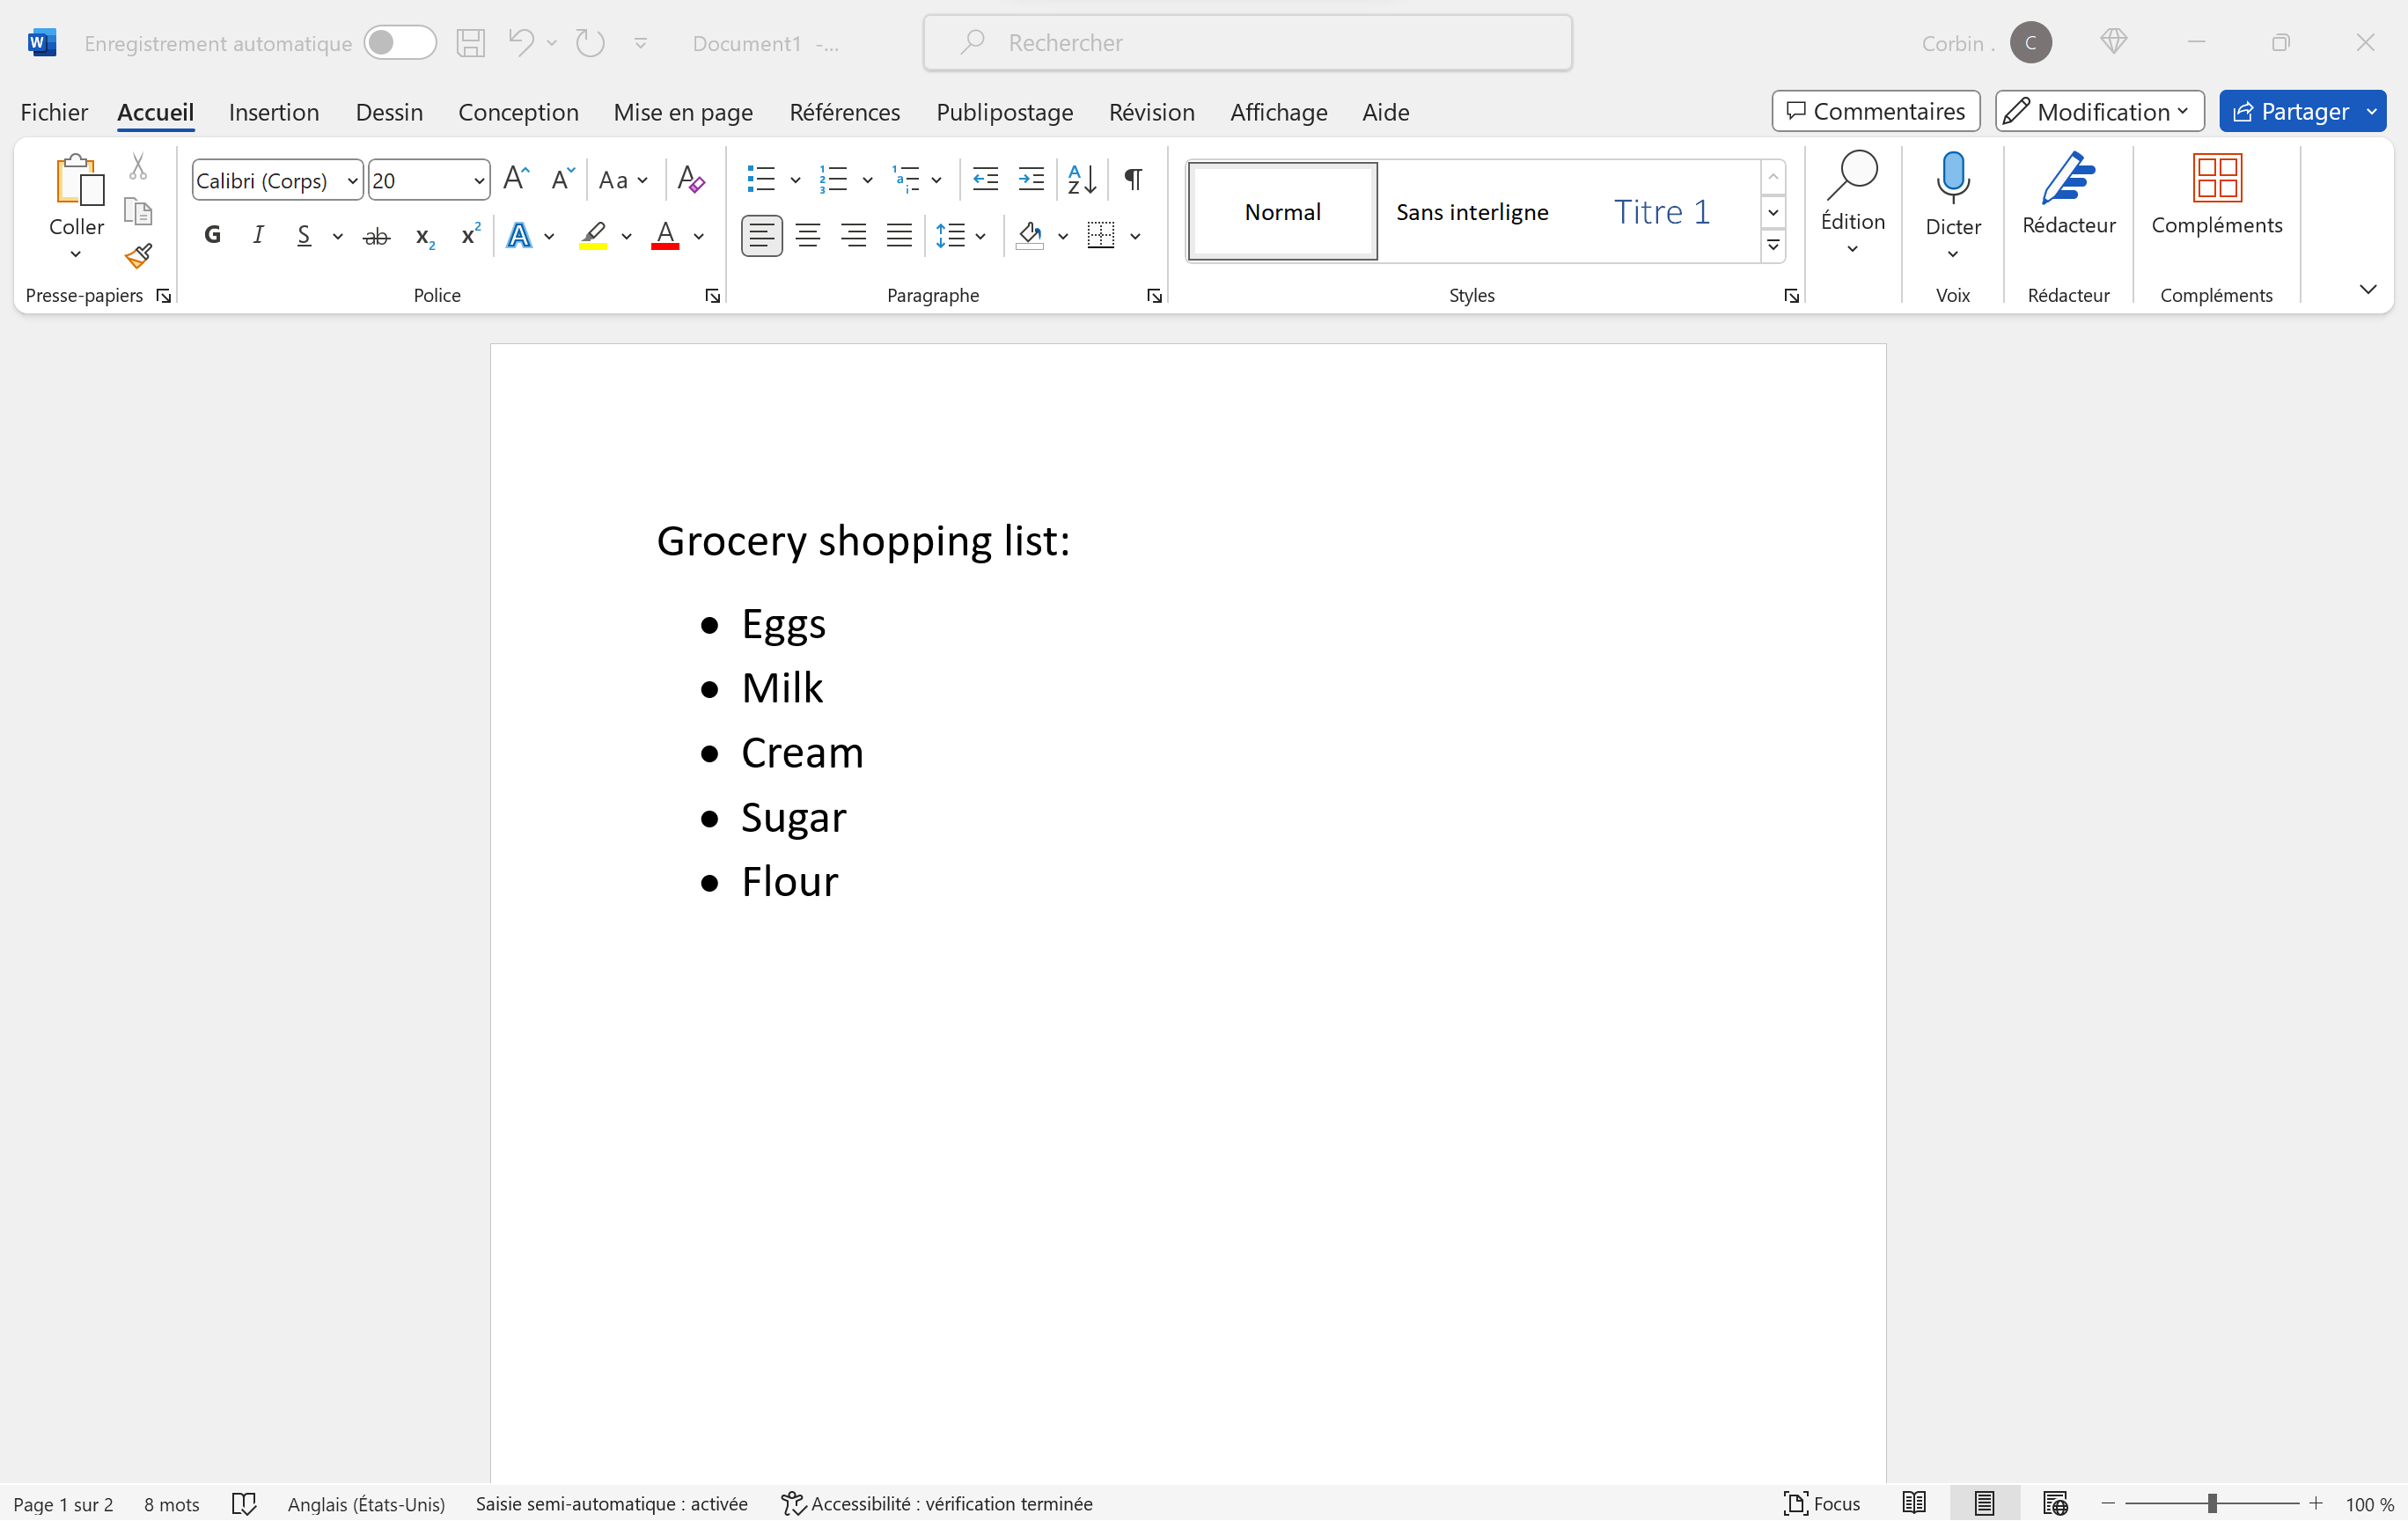 Enregistrement automatique Document1 -... Rechercher Corbin . C
Fichier Accueil Insertion Dessin Conception Mise en page Références Publipostage Révision Affichage Aide Commentaires Modification Partager
Calibri (Corps) 20 Aa
Coller
G I S ab x2 x2 A A
Normal Sans interligne Titre 1
Édition Dicter Rédacteur Compléments
Presse-papiers Police Paragraphe Styles Voix Rédacteur Compléments
Grocery shopping list:
• Eggs
• Milk
• Cream
• Sugar
• Flour
Page 1 sur 2 8 mots Anglais (États-Unis) Saisie semi-automatique : activée Accessibilité : vérification terminée Focus 100 %